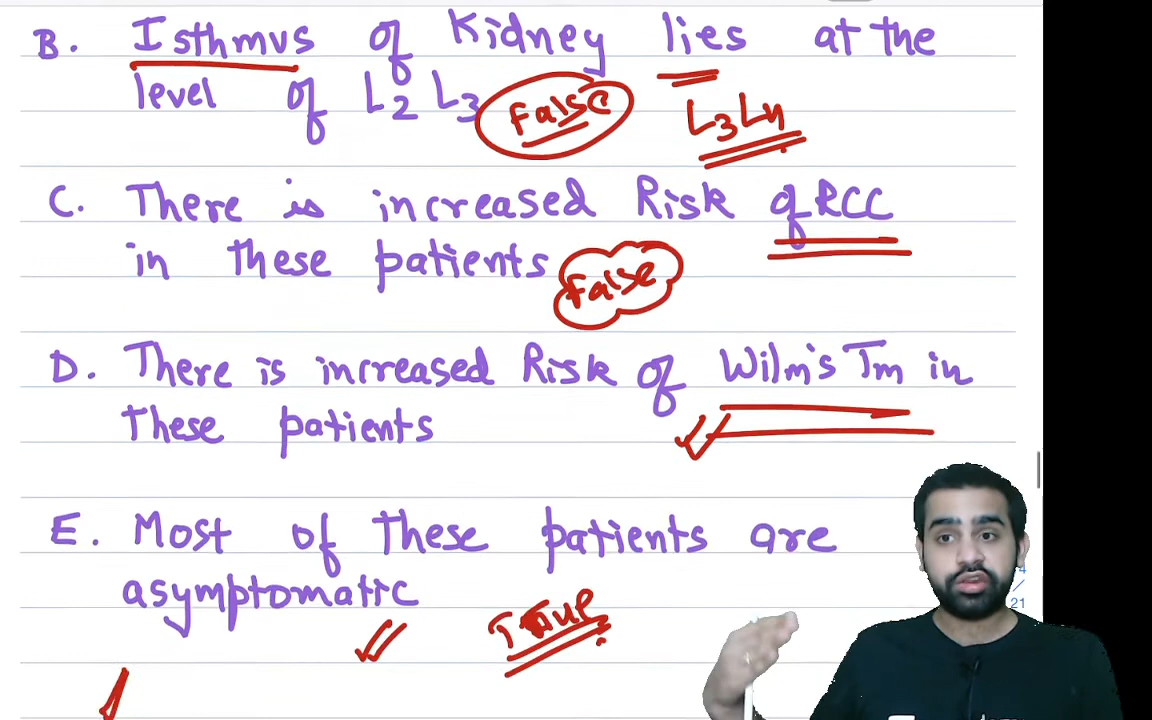 B. Isthmus of Kidney lies at the
level of L2 L3 False L3L4
C. There is increased Risk of RCC
in these patients False
D. There is increased Risk of Wilm's Tm in
These patients
E. Most of these patients are
asymptomatic True
21